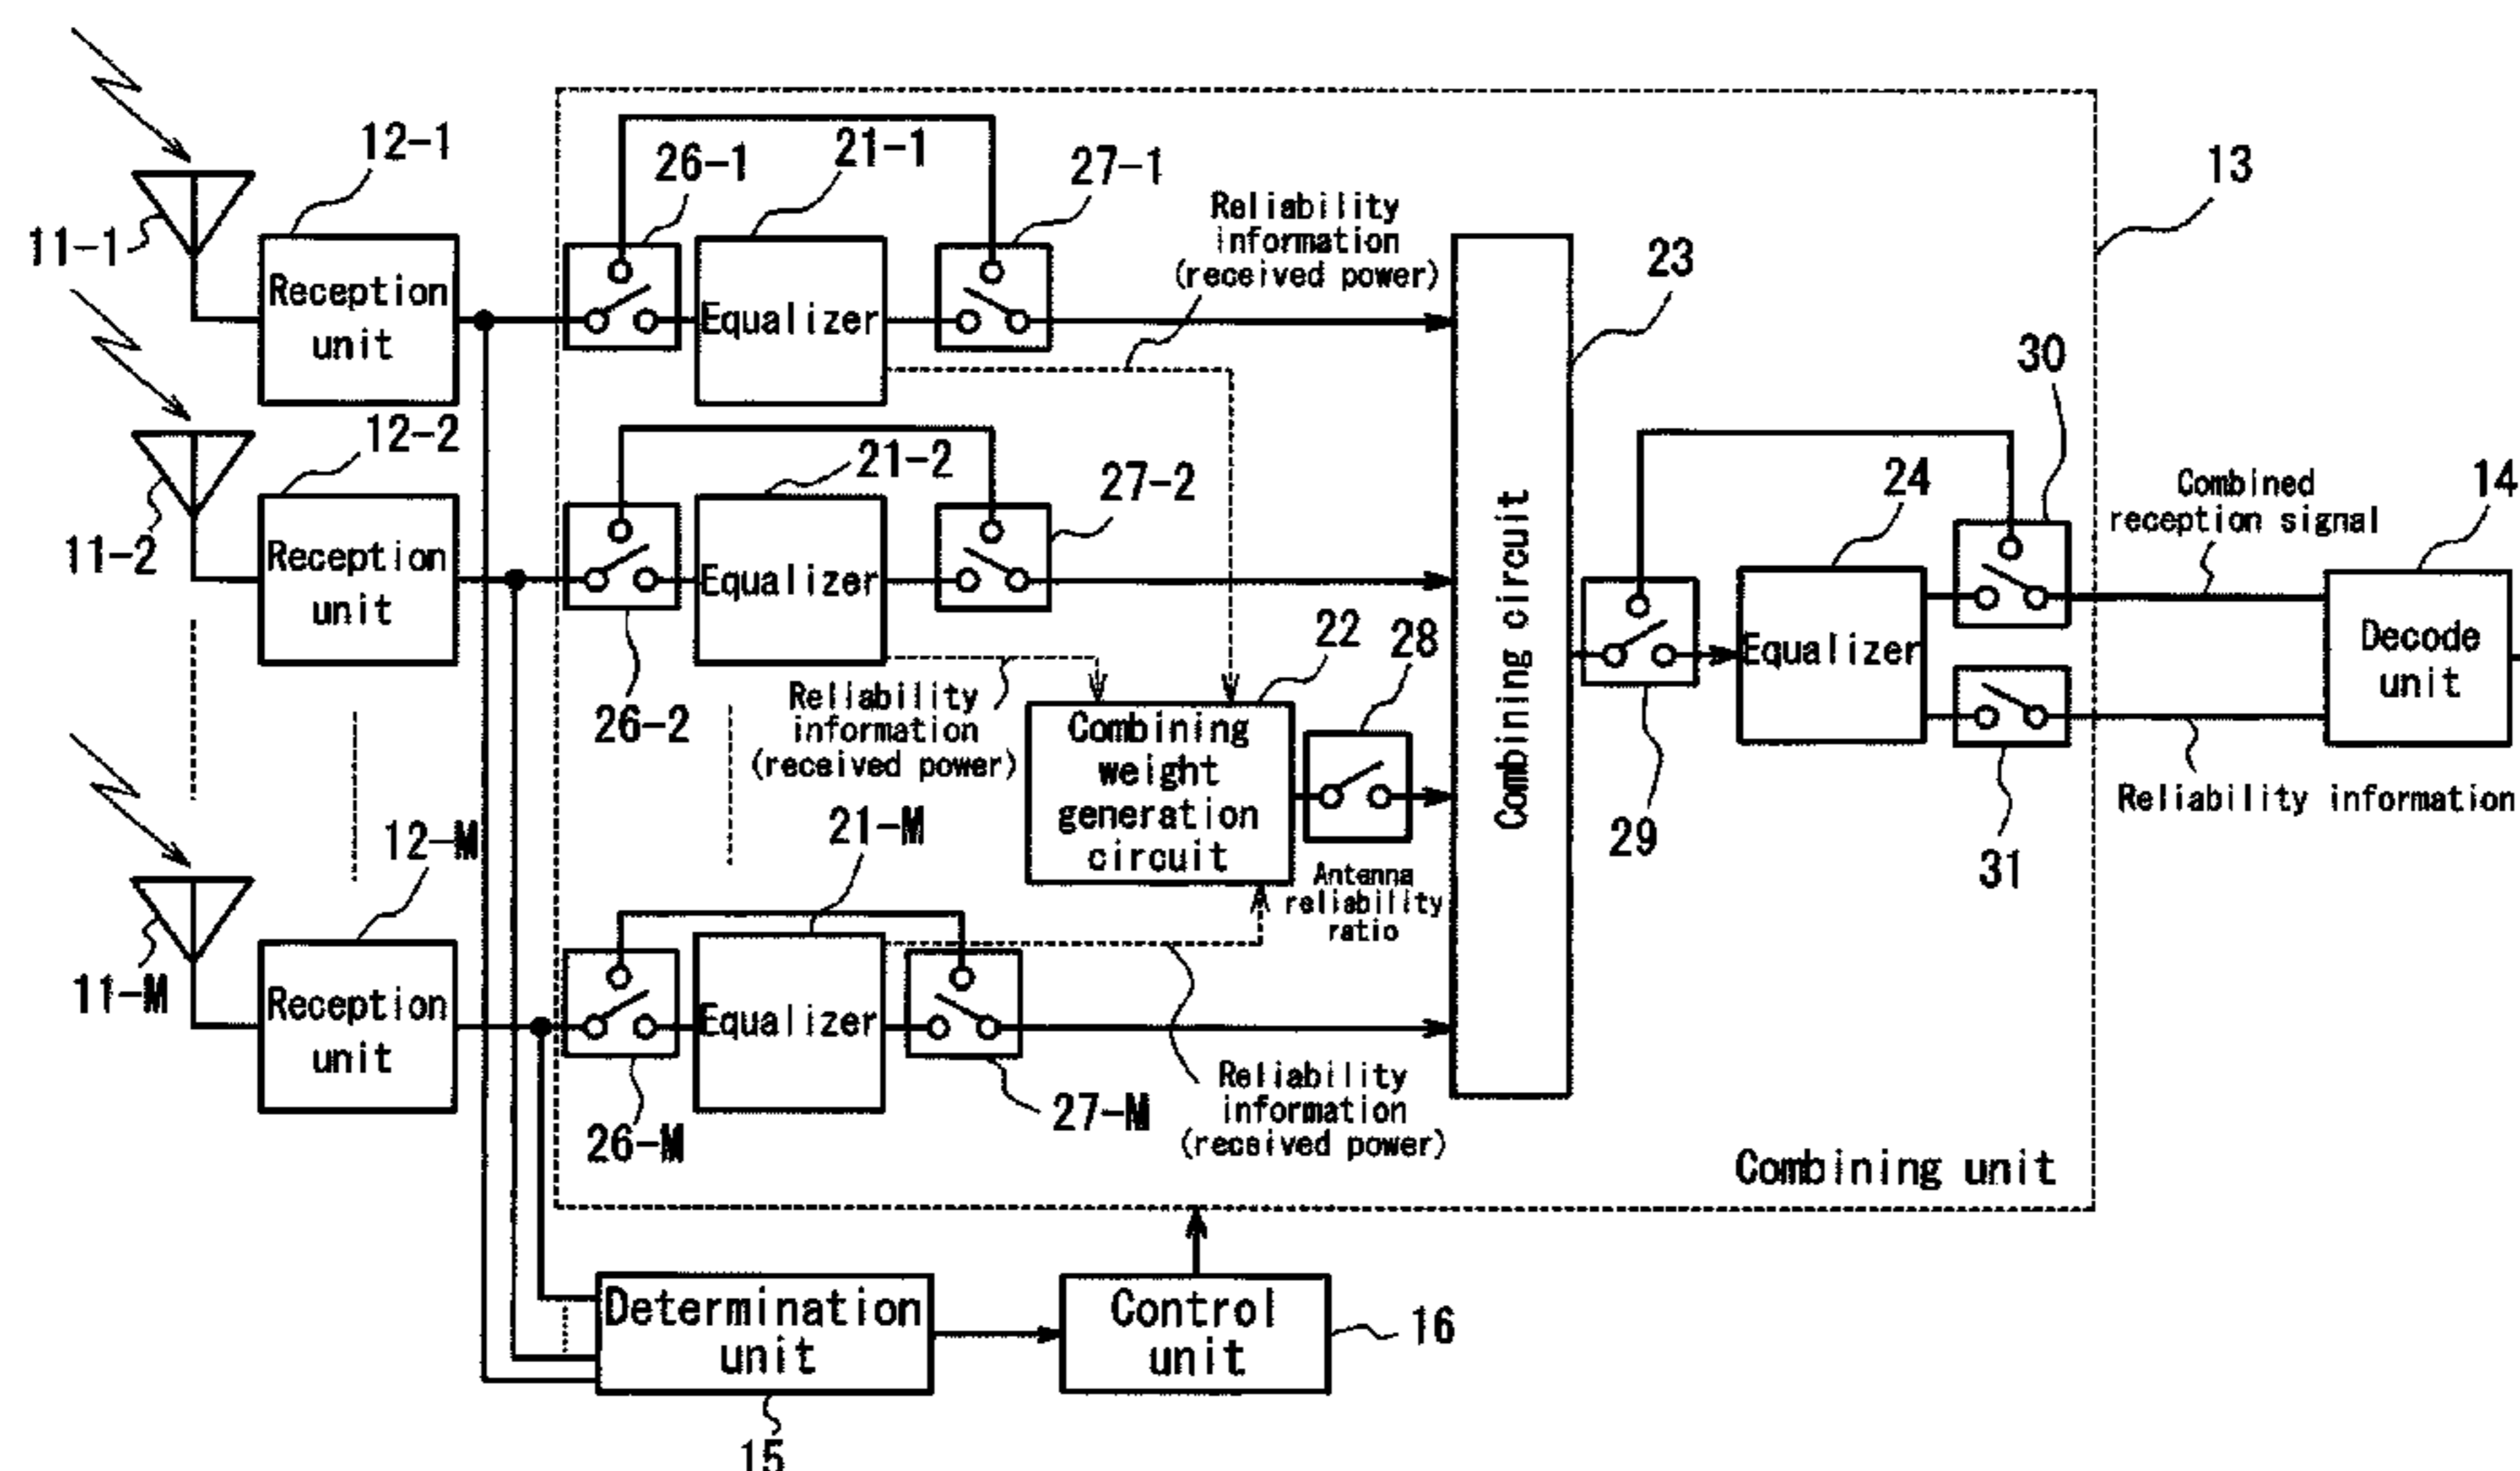 12-1
26-1
21-1
27-1
13
11-1
Reception
unit
Equalizer
Reliability
information
(received power)
23
30
12-2
21-2
27-2
24
Combined
reception signal
14
11-2
Reception
unit
Equalizer
26-2
Reliability
information
(received power)
22
28
Combining
weight
generation
circuit
Combining circuit
Equalizer
Decode
unit
29
31
Reliability information
Antenna
reliability
ratio
12-M
21-M
11-M
Reception
unit
Equalizer
26-M
27-M
Reliability
information
(received power)
Combining unit
Determination
unit
Control
unit
16
15